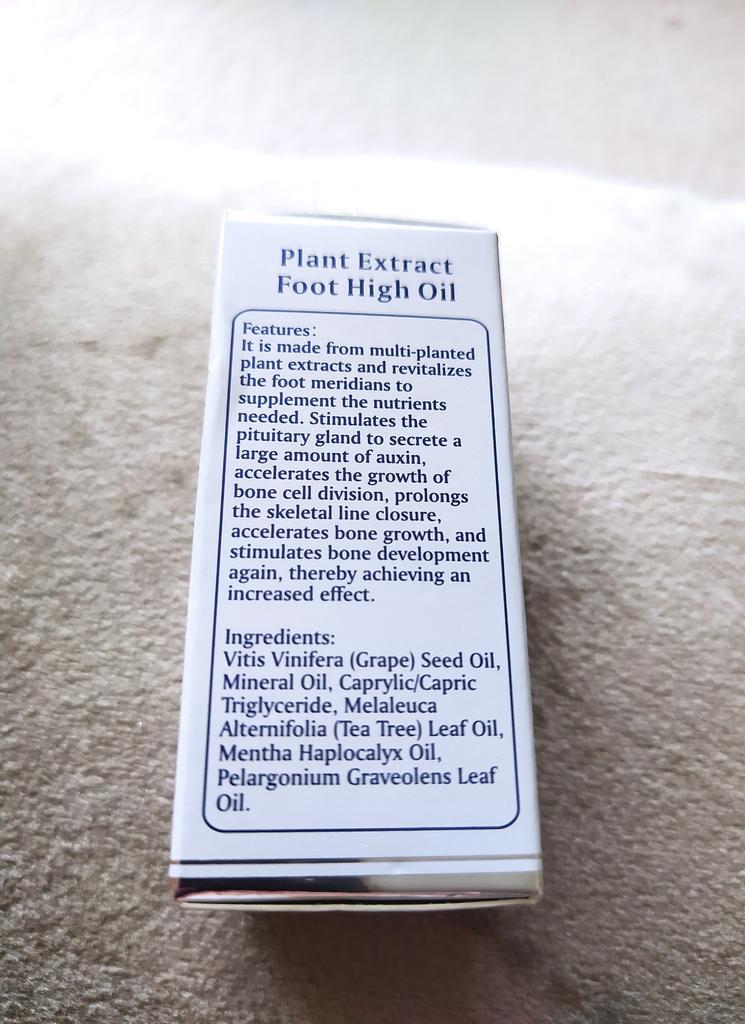 Plant Extract
Foot High Oil
Features:
It is made from multi-planted
plant extracts and revitalizes
the foot meridians to
supplement the nutrients
needed. Stimulates the
pituitary gland to secrete a
large amount of auxin,
accelerates the growth of
bone cell division, prolongs
the skeletal line closure,
accelerates bone growth, and
stimulates bone development
again, thereby achieving an
increased effect.
Ingredients:
Vitis Vinifera (Grape) Seed Oil,
Mineral Oil, Caprylic/Capric
Triglyceride, Melaleuca
Alternifolia (Tea Tree) Leaf Oil,
Mentha Haplocalyx Oil,
Pelargonium Graveolens Leaf
Oil.